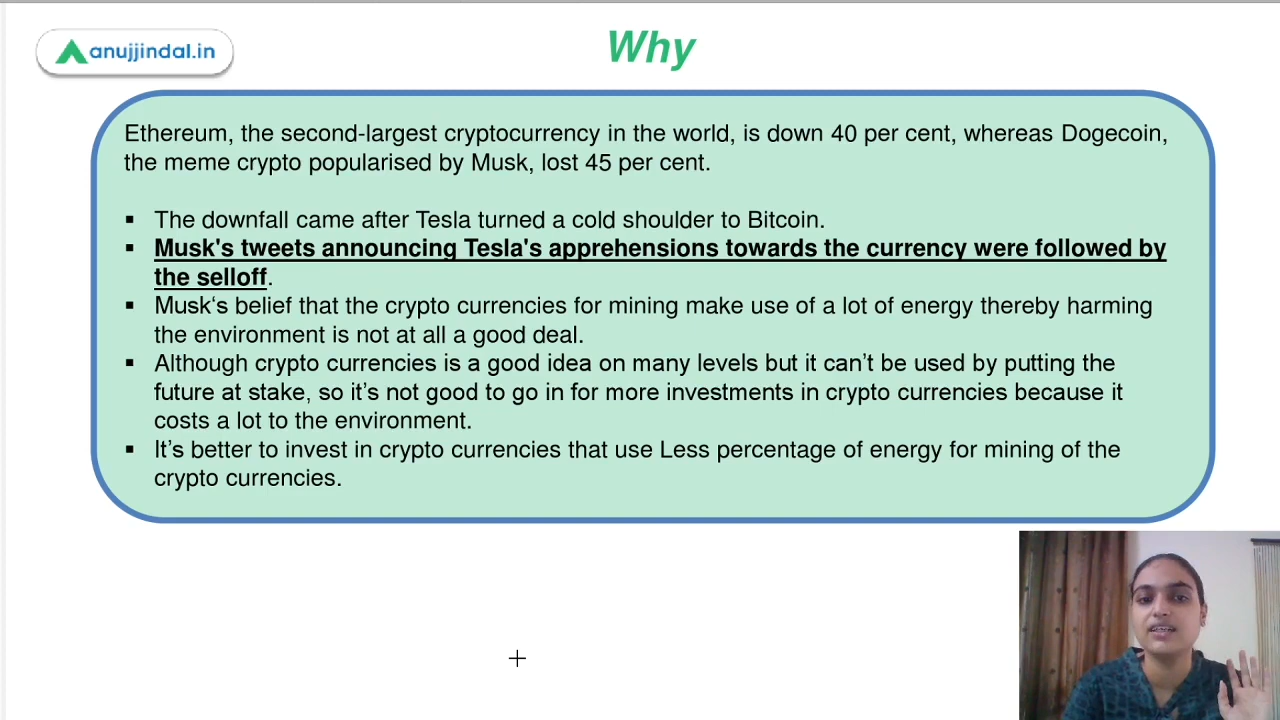 anujjindal.in
Why
Ethereum, the second-largest cryptocurrency in the world, is down 40 per cent, whereas Dogecoin,
the meme crypto popularised by Musk, lost 45 per cent.
▪ The downfall came after Tesla turned a cold shoulder to Bitcoin.
▪ Musk's tweets announcing Tesla's apprehensions towards the currency were followed by
the selloff.
▪ Musk‘s belief that the crypto currencies for mining make use of a lot of energy thereby harming
the environment is not at all a good deal.
▪ Although crypto currencies is a good idea on many levels but it can’t be used by putting the
future at stake, so it’s not good to go in for more investments in crypto currencies because it
costs a lot to the environment.
▪ It’s better to invest in crypto currencies that use Less percentage of energy for mining of the
crypto currencies.